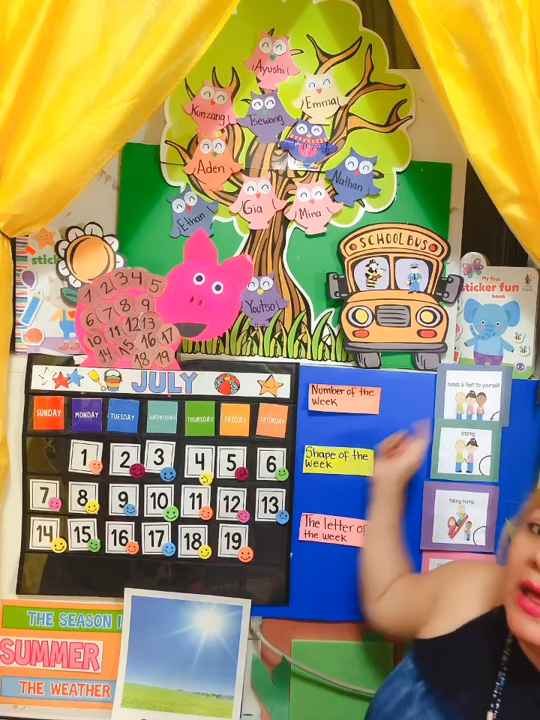 Ayushi
Kunzang
Emma
Tsewang
Aden
Nathan
Ethan
Gia
Mina
Youtso
SCHOOL BUS
stick
My first
sticker fun
book
1 2 3 4 5
6 7 8 9
10 11 12 13
14 15 16 17
18 19
JULY
SUNDAY MONDAY TUESDAY WEDNESDAY THURSDAY FRIDAY SATURDAY
1 2 3 4 5 6
7 8 9 10 11 12 13
14 15 16 17 18 19
Number of the
week
Shape of the
week
The letter of
the week
hands & feet to yourself
sharing
taking turns
THE SEASON I
SUMMER
THE WEATHER